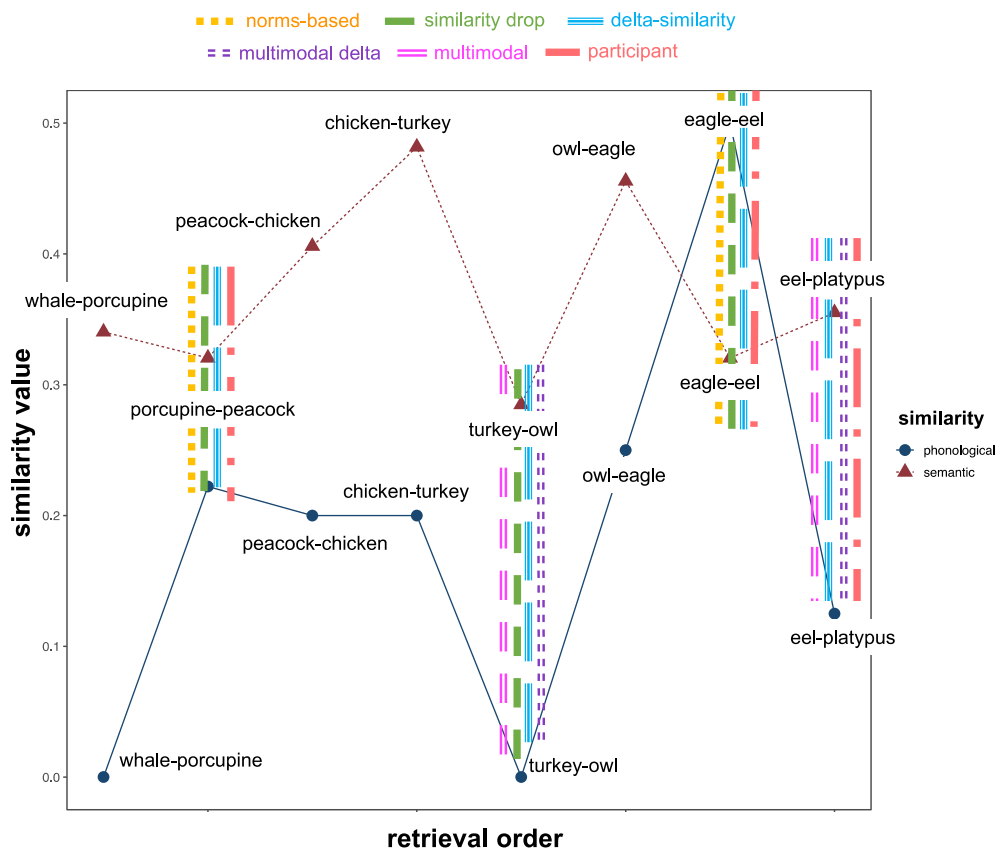 norms-based similarity drop delta-similarity
multimodal delta multimodal participant
0.5
0.4
0.3
0.2
0.1
0.0
similarity value
retrieval order
chicken-turkey
eagle-eel
owl-eagle
peacock-chicken
eel-platypus
whale-porcupine
eagle-eel
porcupine-peacock
turkey-owl
owl-eagle
chicken-turkey
peacock-chicken
eel-platypus
whale-porcupine
turkey-owl
similarity
phonological
semantic